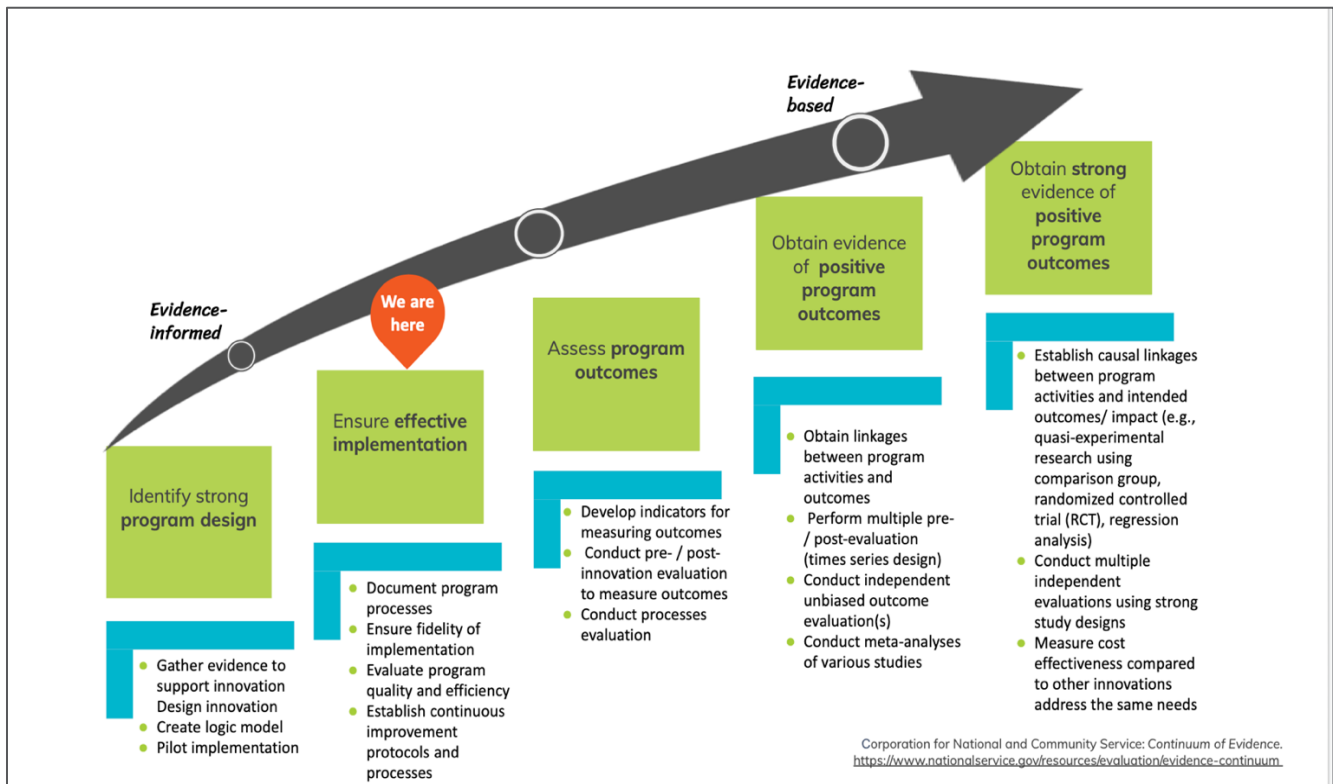 Evidence-
informed
We are
here
Evidence-
based
Identify strong
program design
Gather evidence to
support innovation
Design innovation
Create logic model
Pilot implementation
Ensure effective
implementation
Document program
processes
Ensure fidelity of
implementation
Evaluate program
quality and efficiency
Establish continuous
improvement
protocols and
processes
Assess program
outcomes
Develop indicators for
measuring outcomes
Conduct pre- / post-
innovation evaluation
to measure outcomes
Conduct processes
evaluation
Obtain evidence
of positive
program
outcomes
Obtain linkages
between program
activities and
outcomes
Perform multiple pre-
/ post-evaluation
(times series design)
Conduct independent
unbiased outcome
evaluation(s)
Conduct meta-analyses
of various studies
Obtain strong
evidence of
positive
program
outcomes
Establish causal linkages
between program
activities and intended
outcomes/ impact (e.g.,
quasi-experimental
research using
comparison group,
randomized controlled
trial (RCT), regression
analysis)
Conduct multiple
independent
evaluations using strong
study designs
Measure cost
effectiveness compared
to other innovations
address the same needs
Corporation for National and Community Service: Continuum of Evidence.
https://www.nationalservice.gov/resources/evaluation/evidence-continuum